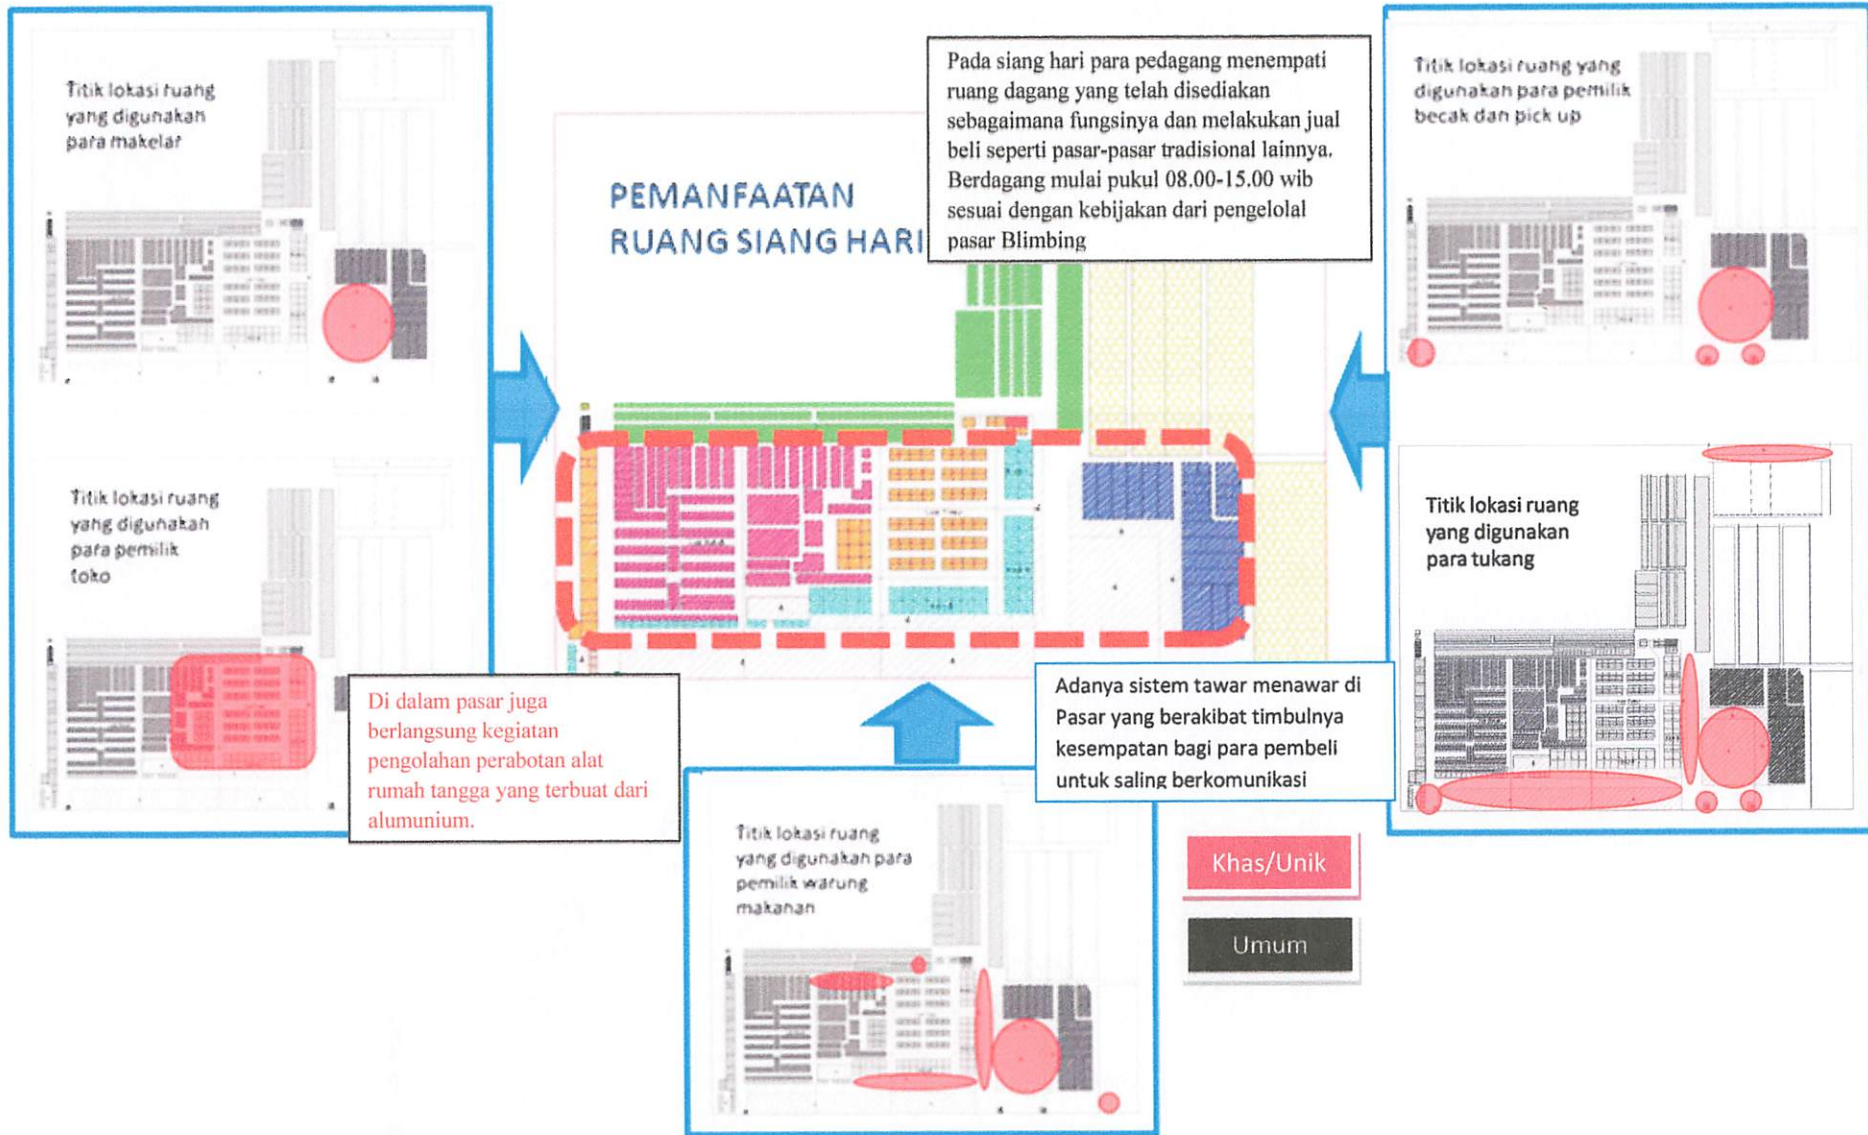 Titik lokasi ruang
yang digunakan
para makelar
Titik lokasi ruang
yang digunakan
para pemilik
toko
Di dalam pasar juga
berlangsung kegiatan
pengolahan perabotan alat
rumah tangga yang terbuat dari
alumunium.
PEMANFAATAN
RUANG SIANG HARI
Pada siang hari para pedagang menempati
ruang dagang yang telah disediakan
sebagaimana fungsinya dan melakukan jual
beli seperti pasar-pasar tradisional lainnya.
Berdagang mulai pukul 08.00-15.00 wib
sesuai dengan kebijakan dari pengelolal
pasar Blimbing
Adanya sistem tawar menawar di
Pasar yang berakibat timbulnya
kesempatan bagi para pembeli
untuk saling berkomunikasi
Titik lokasi ruang
yang digunakan para
pemilik warung
makanan
Titik lokasi ruang yang
digunakan para pemilik
becak dan pick up
Titik lokasi ruang
yang digunakan
para tukang
Khas/Unik
Umum